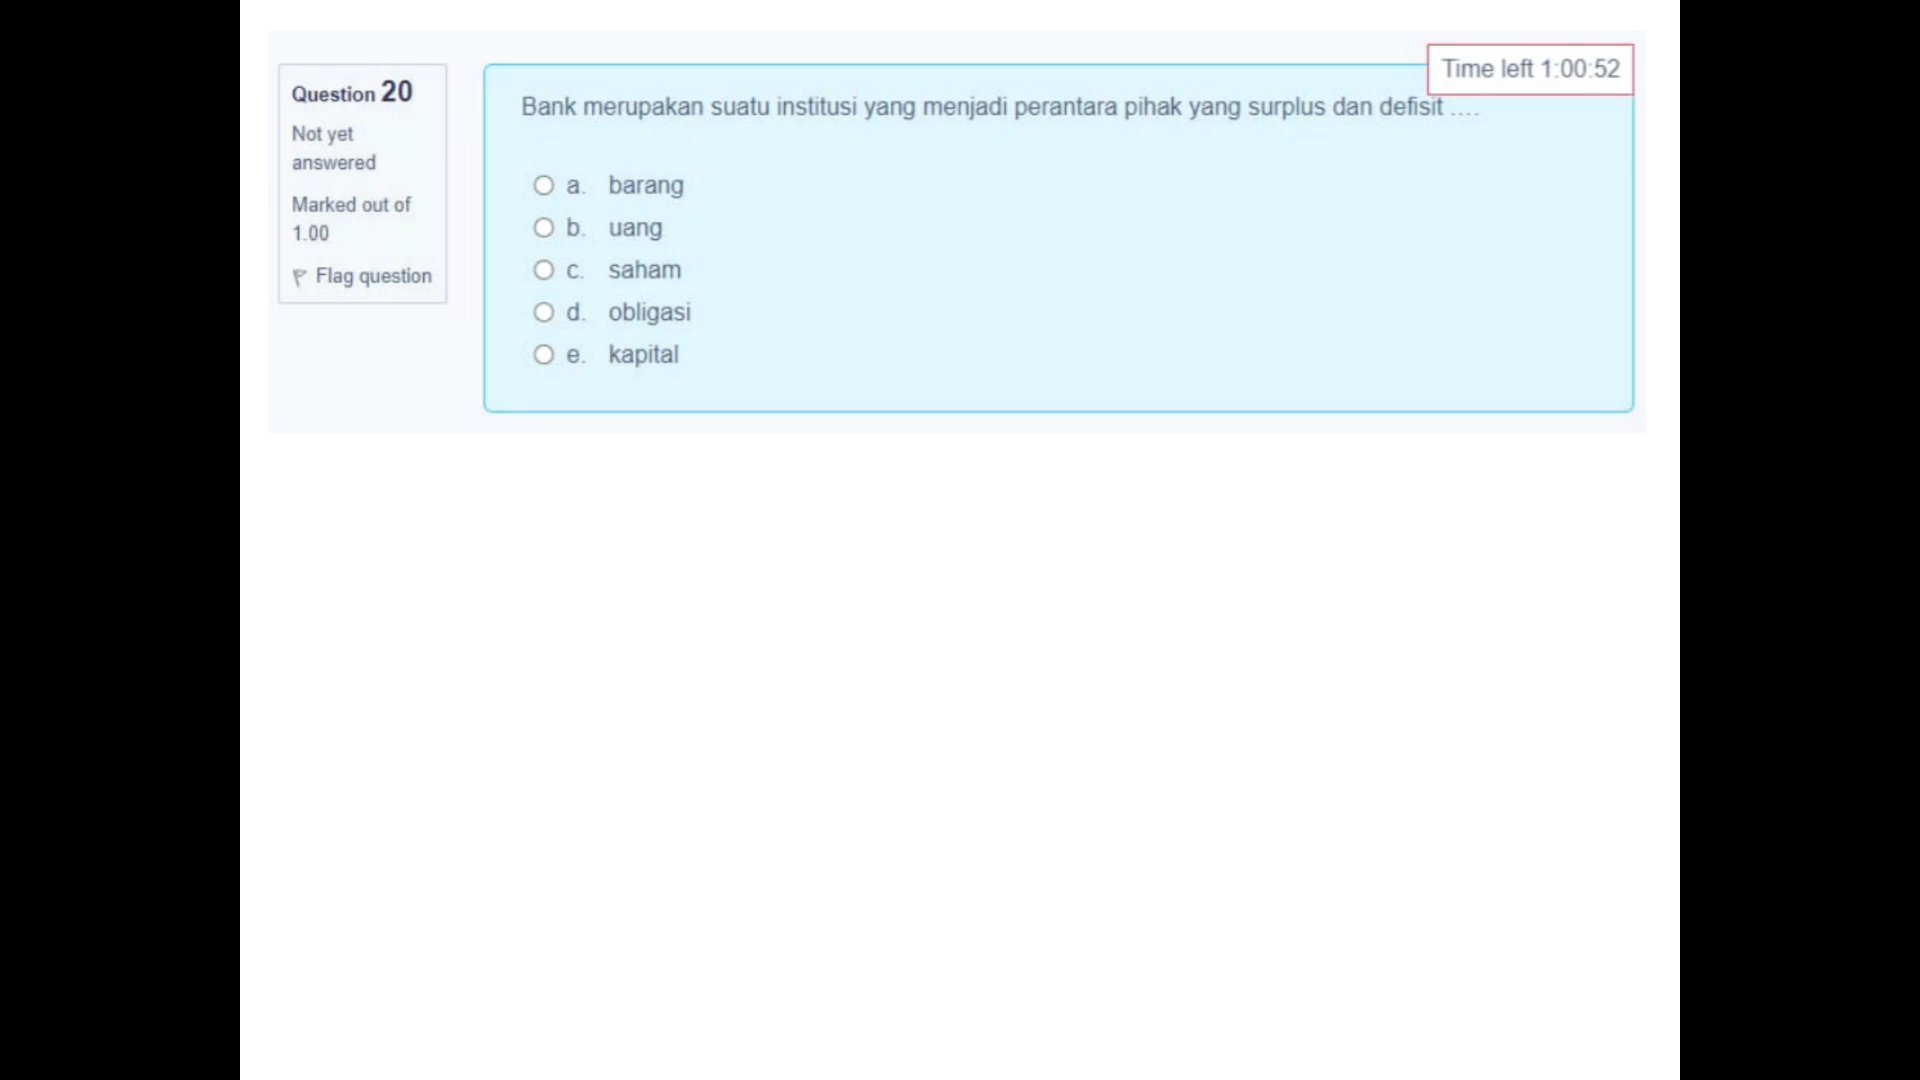 Time left 1:00:52
Question 20
Not yet
answered
Marked out of
1.00
Flag question
Bank merupakan suatu institusi yang menjadi perantara pihak yang surplus dan defisit ....
a. barang
b. uang
c. saham
d. obligasi
e. kapital